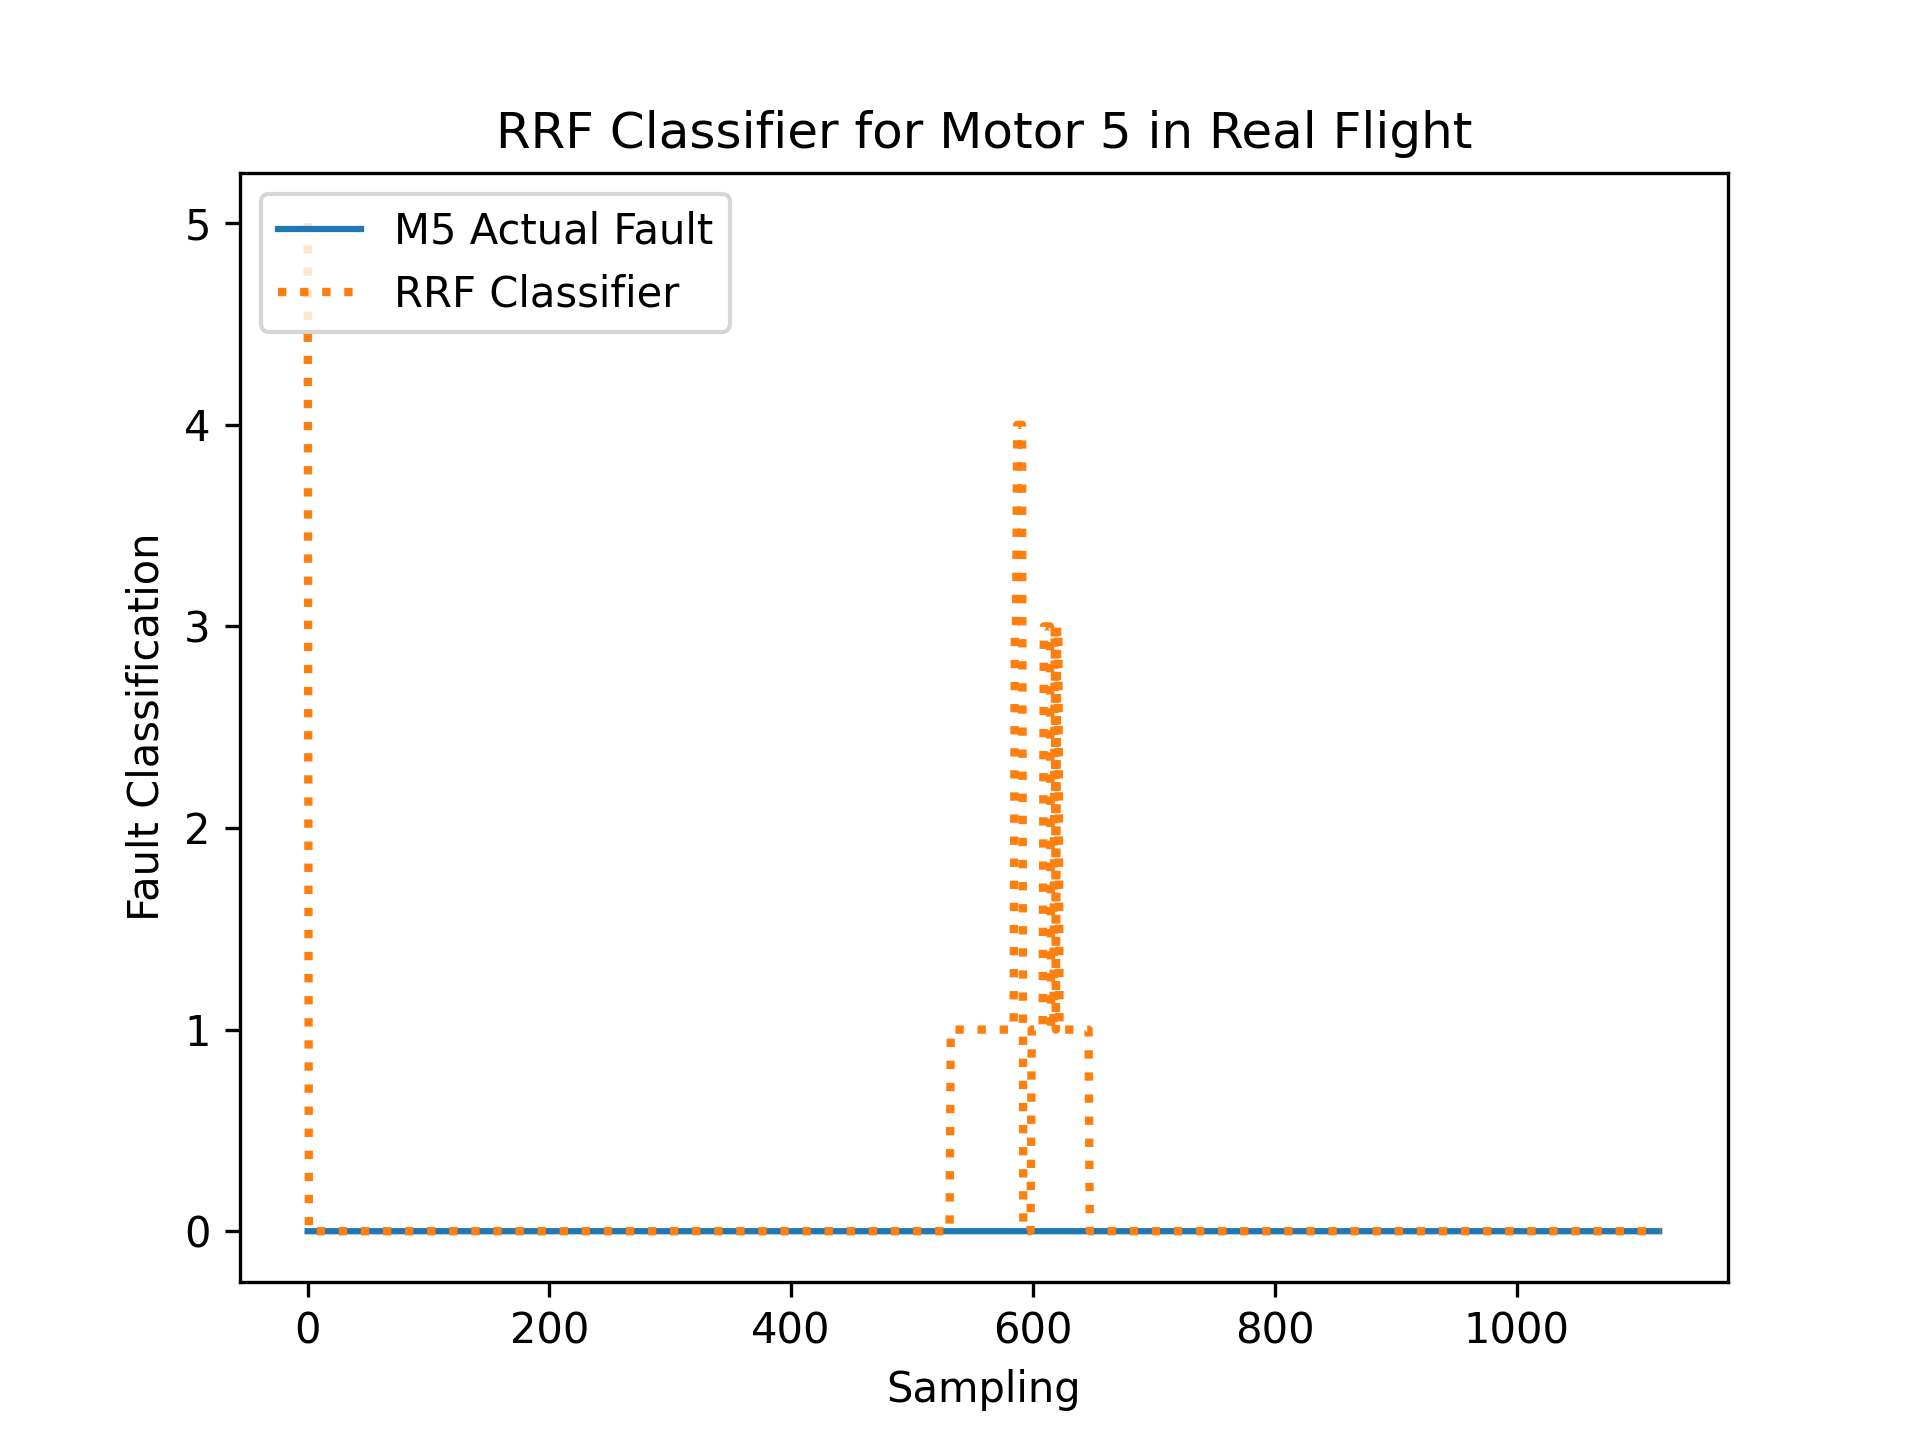 RRF Classifier for Motor 5 in Real Flight
M5 Actual Fault
RRF Classifier
5
4
3
2
1
0
Fault Classification
0 200 400 600 800 1000
Sampling